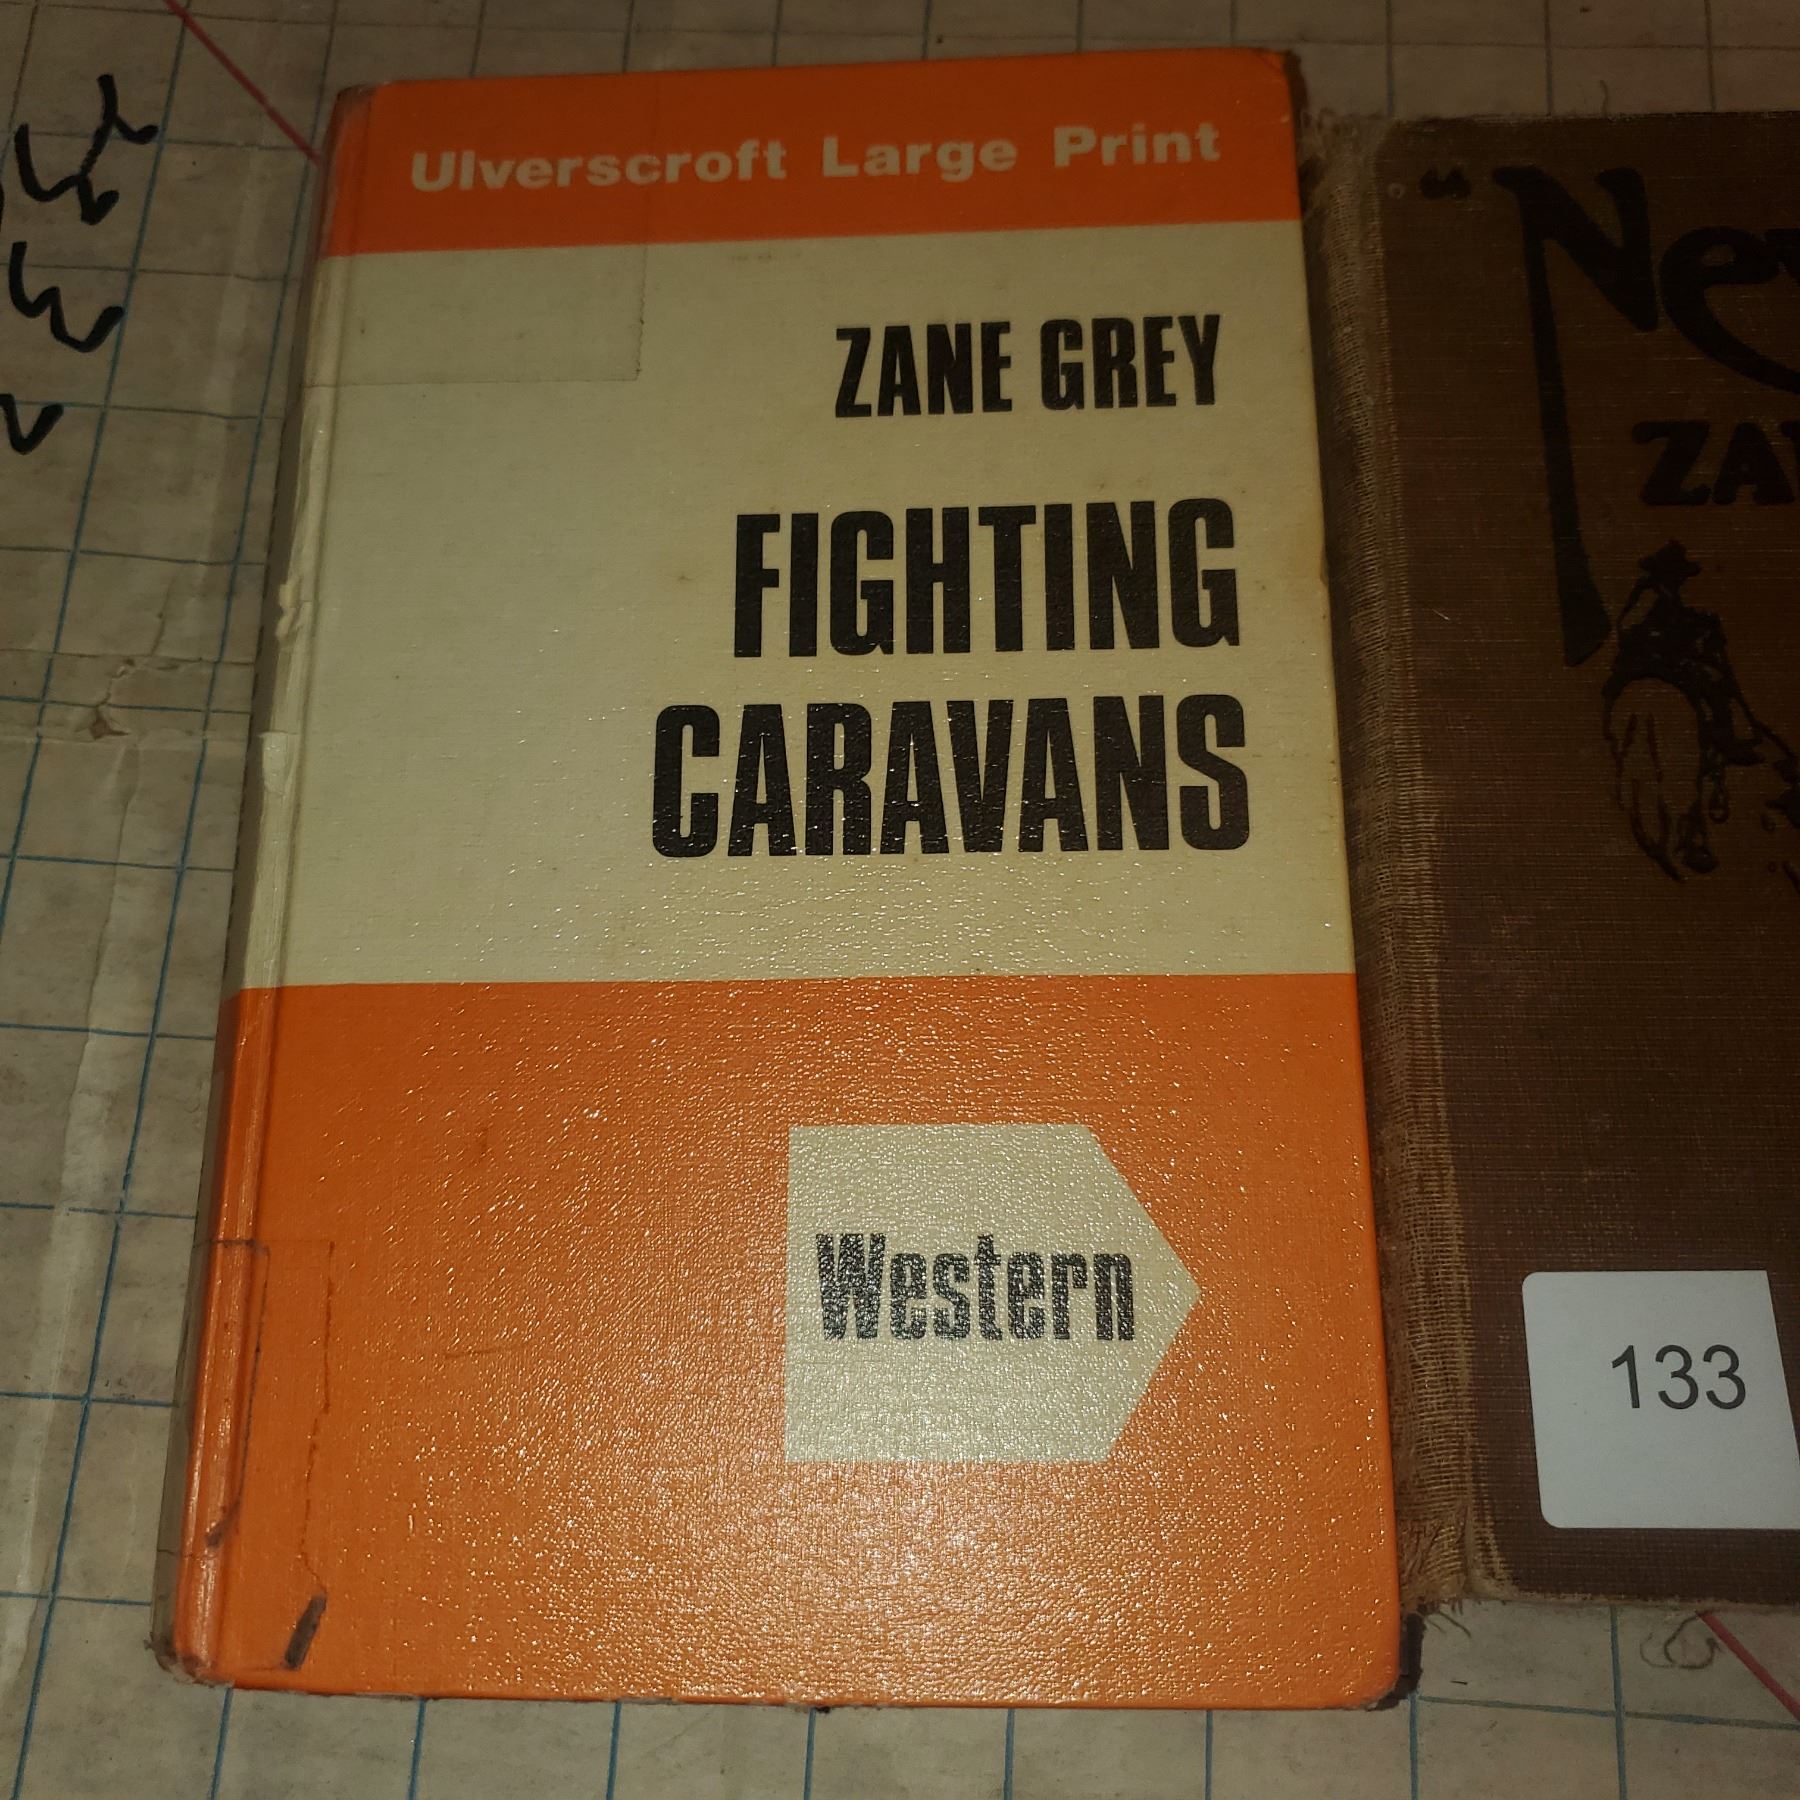 Ulverscroft Large Print
ZANE GREY
FIGHTING
CARAVANS
Western
133